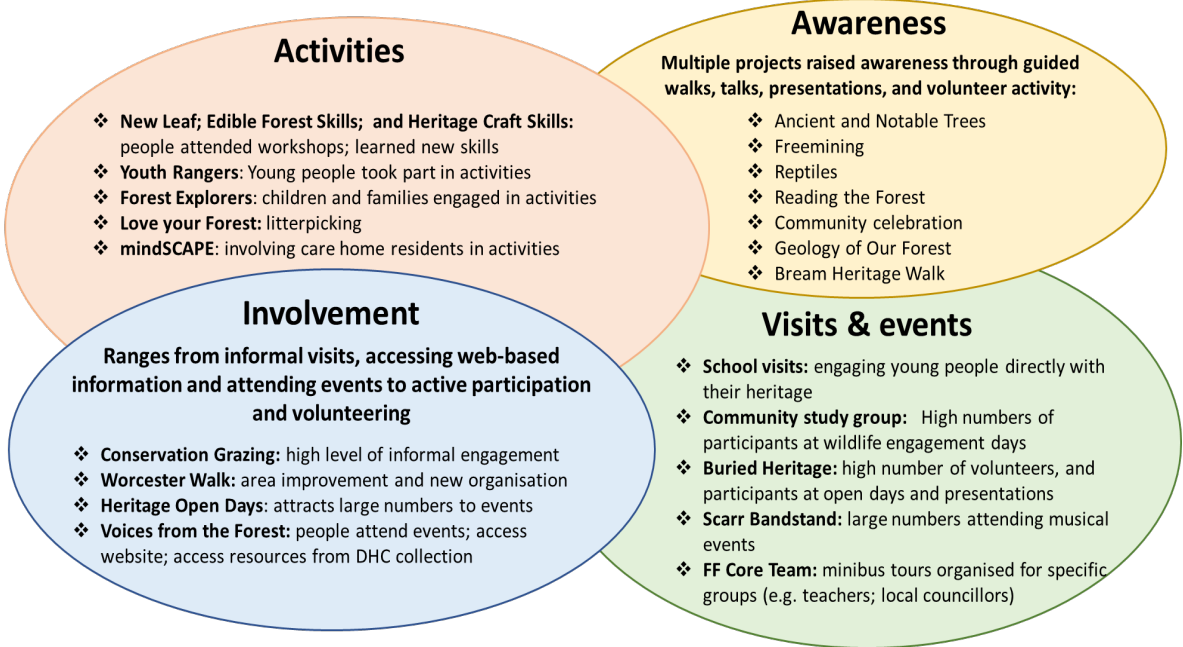 Activities
❖ New Leaf; Edible Forest Skills; and Heritage Craft Skills:
people attended workshops; learned new skills
❖ Youth Rangers: Young people took part in activities
❖ Forest Explorers: children and families engaged in activities
❖ Love your Forest: litterpicking
❖ mindSCAPE: involving care home residents in activities
Awareness
Multiple projects raised awareness through guided
walks, talks, presentations, and volunteer activity:
❖ Ancient and Notable Trees
❖ Freemining
❖ Reptiles
❖ Reading the Forest
❖ Community celebration
❖ Geology of Our Forest
❖ Bream Heritage Walk
Involvement
Ranges from informal visits, accessing web-based
information and attending events to active participation
and volunteering
❖ Conservation Grazing: high level of informal engagement
❖ Worcester Walk: area improvement and new organisation
❖ Heritage Open Days: attracts large numbers to events
❖ Voices from the Forest: people attend events; access
website; access resources from DHC collection
Visits & events
❖ School visits: engaging young people directly with
their heritage
❖ Community study group: High numbers of
participants at wildlife engagement days
❖ Buried Heritage: high number of volunteers, and
participants at open days and presentations
❖ Scarr Bandstand: large numbers attending musical
events
❖ FF Core Team: minibus tours organised for specific
groups (e.g. teachers; local councillors)